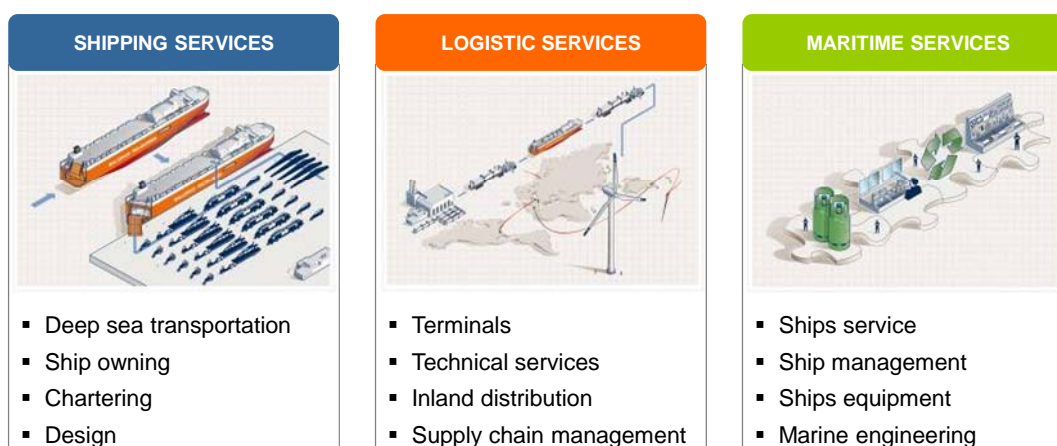 SHIPPING SERVICES
Deep sea transportation
Ship owning
Chartering
Design
LOGISTIC SERVICES
Terminals
Technical services
Inland distribution
Supply chain management
MARITIME SERVICES
Ships service
Ship management
Ships equipment
Marine engineering